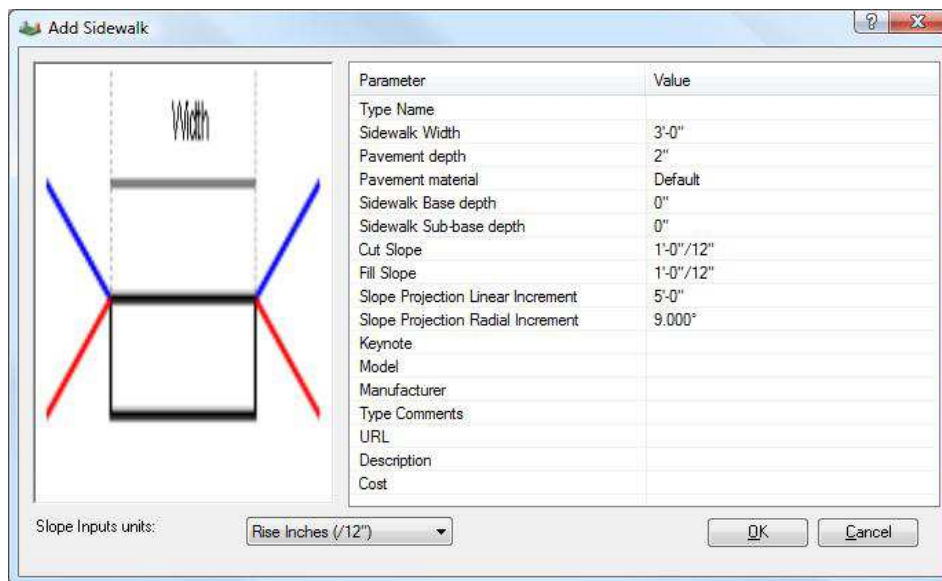 Add Sidewalk
Width
Parameter Value
Type Name
Sidewalk Width 3'-0"
Pavement depth 2"
Pavement material Default
Sidewalk Base depth 0"
Sidewalk Sub-base depth 0"
Cut Slope 1'-0"/12"
Fill Slope 1'-0"/12"
Slope Projection Linear Increment 5'-0"
Slope Projection Radial Increment 9.000°
Keynote
Model
Manufacturer
Type Comments
URL
Description
Cost
Slope Inputs units: Rise Inches (/12") OK Cancel